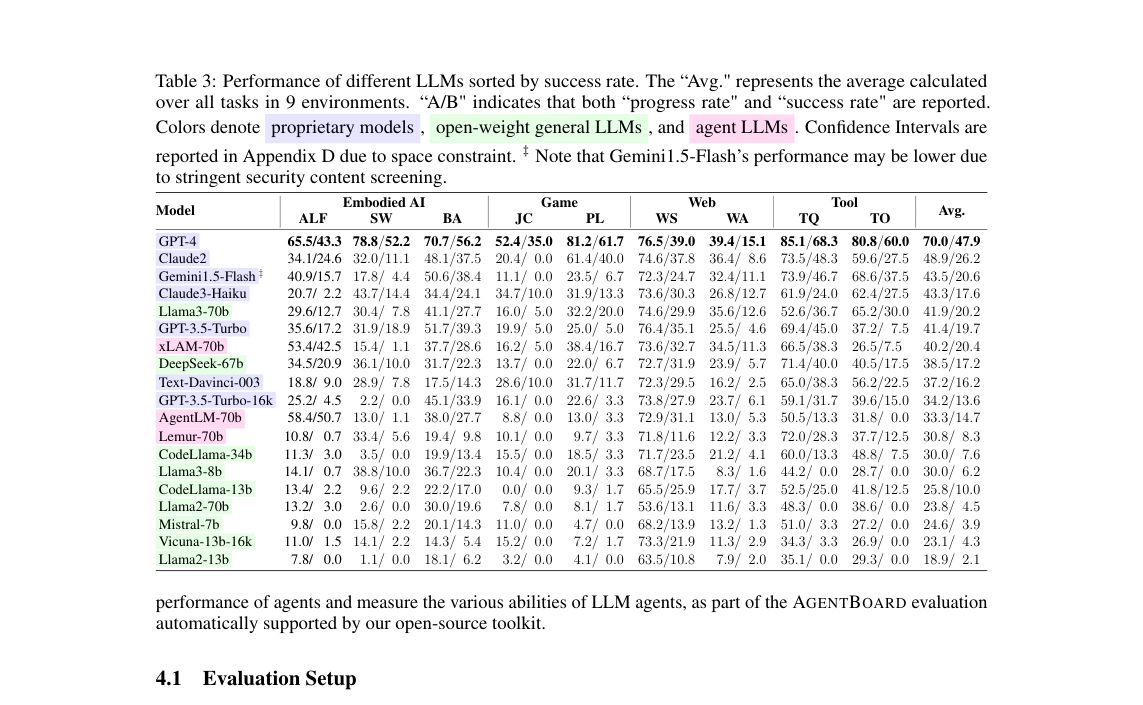 Table 3: Performance of different LLMs sorted by success rate. The “Avg." represents the average calculated
over all tasks in 9 environments. “A/B" indicates that both “progress rate" and “success rate" are reported.
Colors denote proprietary models , open-weight general LLMs , and agent LLMs . Confidence Intervals are
reported in Appendix D due to space constraint. ‡ Note that Gemini1.5-Flash’s performance may be lower due
to stringent security content screening.
Model Embodied AI Game Web Tool Avg.
ALF SW BA JC PL WS WA TQ TO
GPT-4 65.5/43.3 78.8/52.2 70.7/56.2 52.4/35.0 81.2/61.7 76.5/39.0 39.4/15.1 85.1/68.3 80.8/60.0 70.0/47.9
Claude2 34.1/24.6 32.0/11.1 48.1/37.5 20.4/ 0.0 61.4/40.0 74.6/37.8 36.4/ 8.6 73.5/48.3 59.6/27.5 48.9/26.2
Gemini1.5-Flash ‡ 40.9/15.7 17.8/ 4.4 50.6/38.4 11.1/ 0.0 23.5/ 6.7 72.3/24.7 32.4/11.1 73.9/46.7 68.6/37.5 43.5/20.6
Claude3-Haiku 20.7/ 2.2 43.7/14.4 34.4/24.1 34.7/10.0 31.9/13.3 73.6/30.3 26.8/12.7 61.9/24.0 62.4/27.5 43.3/17.6
Llama3-70b 29.6/12.7 30.4/ 7.8 41.1/27.7 16.0/ 5.0 32.2/20.0 74.6/29.9 35.6/12.6 52.6/36.7 65.2/30.0 41.9/20.2
GPT-3.5-Turbo 35.6/17.2 31.9/18.9 51.7/39.3 19.9/ 5.0 25.0/ 5.0 76.4/35.1 25.5/ 4.6 69.4/45.0 37.2/ 7.5 41.4/19.7
xLAM-70b 53.4/42.5 15.4/ 1.1 37.7/28.6 16.2/ 5.0 38.4/16.7 73.6/32.7 34.5/11.3 66.5/38.3 26.5/7.5 40.2/20.4
DeepSeek-67b 34.5/20.9 36.1/10.0 31.7/22.3 13.7/ 0.0 22.0/ 6.7 72.7/31.9 23.9/ 5.7 71.4/40.0 40.5/17.5 38.5/17.2
Text-Davinci-003 18.8/ 9.0 28.9/ 7.8 17.5/14.3 28.6/10.0 31.7/11.7 72.3/29.5 16.2/ 2.5 65.0/38.3 56.2/22.5 37.2/16.2
GPT-3.5-Turbo-16k 25.2/ 4.5 2.2/ 0.0 45.1/33.9 16.1/ 0.0 22.6/ 3.3 73.8/27.9 23.7/ 6.1 59.1/31.7 39.6/15.0 34.2/13.6
AgentLM-70b 58.4/50.7 13.0/ 1.1 38.0/27.7 8.8/ 0.0 13.0/ 3.3 72.9/31.1 13.0/ 5.3 50.5/13.3 31.8/ 0.0 33.3/14.7
Lemur-70b 10.8/ 0.7 33.4/ 5.6 19.4/ 9.8 10.1/ 0.0 9.7/ 3.3 71.8/11.6 12.2/ 3.3 72.0/28.3 37.7/12.5 30.8/ 8.3
CodeLlama-34b 11.3/ 3.0 3.5/ 0.0 19.9/13.4 15.5/ 0.0 18.5/ 3.3 71.7/23.5 21.2/ 4.1 60.0/13.3 48.8/ 7.5 30.0/ 7.6
Llama3-8b 14.1/ 0.7 38.8/10.0 36.7/22.3 10.4/ 0.0 20.1/ 3.3 68.7/17.5 8.3/ 1.6 44.2/ 0.0 28.7/ 0.0 30.0/ 6.2
CodeLlama-13b 13.4/ 2.2 9.6/ 2.2 22.2/17.0 0.0/ 0.0 9.3/ 1.7 65.5/25.9 17.7/ 3.7 52.5/25.0 41.8/12.5 25.8/10.0
Llama2-70b 13.2/ 3.0 2.6/ 0.0 30.0/19.6 7.8/ 0.0 8.1/ 1.7 53.6/13.1 11.6/ 3.3 48.3/ 0.0 38.6/ 0.0 23.8/ 4.5
Mistral-7b 9.8/ 0.0 15.8/ 2.2 20.1/14.3 11.0/ 0.0 4.7/ 0.0 68.2/13.9 13.2/ 1.3 51.0/ 3.3 27.2/ 0.0 24.6/ 3.9
Vicuna-13b-16k 11.0/ 1.5 14.1/ 2.2 14.3/ 5.4 15.2/ 0.0 7.2/ 1.7 73.3/21.9 11.3/ 2.9 34.3/ 3.3 26.9/ 0.0 23.1/ 4.3
Llama2-13b 7.8/ 0.0 1.1/ 0.0 18.1/ 6.2 3.2/ 0.0 4.1/ 0.0 63.5/10.8 7.9/ 2.0 35.1/ 0.0 29.3/ 0.0 18.9/ 2.1
performance of agents and measure the various abilities of LLM agents, as part of the AGENTBOARD evaluation
automatically supported by our open-source toolkit.
4.1 Evaluation Setup